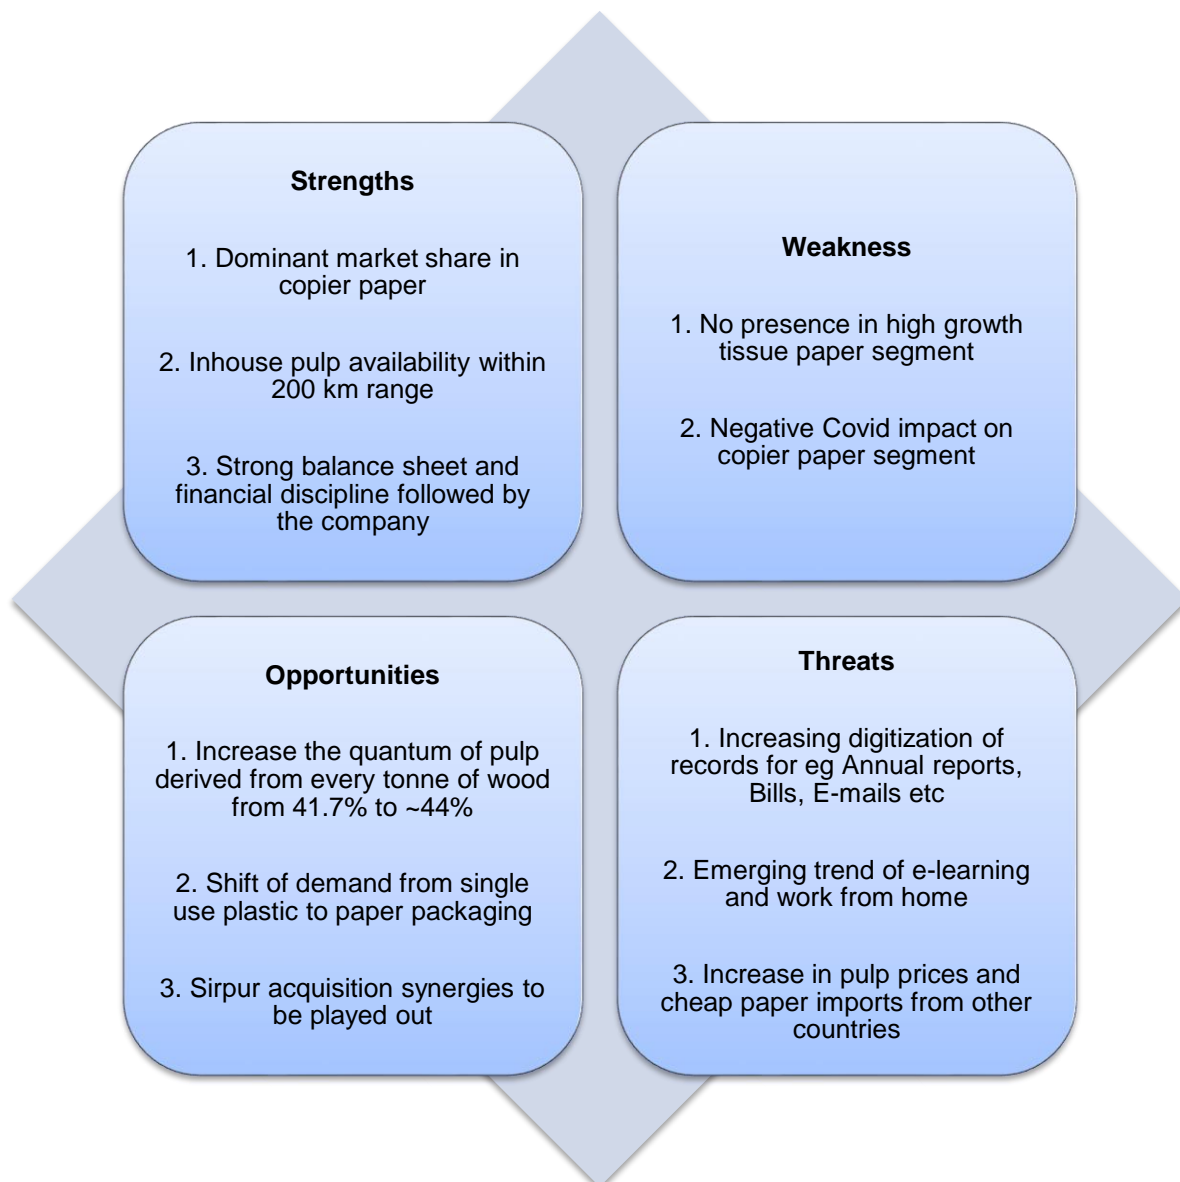 Strengths
1. Dominant market share in
copier paper
2. Inhouse pulp availability within
200 km range
3. Strong balance sheet and
financial discipline followed by
the company
Weakness
1. No presence in high growth
tissue paper segment
2. Negative Covid impact on
copier paper segment
Opportunities
1. Increase the quantum of pulp
derived from every tonne of wood
from 41.7% to ~44%
2. Shift of demand from single
use plastic to paper packaging
3. Sirpur acquisition synergies to
be played out
Threats
1. Increasing digitization of
records for eg Annual reports,
Bills, E-mails etc
2. Emerging trend of e-learning
and work from home
3. Increase in pulp prices and
cheap paper imports from other
countries